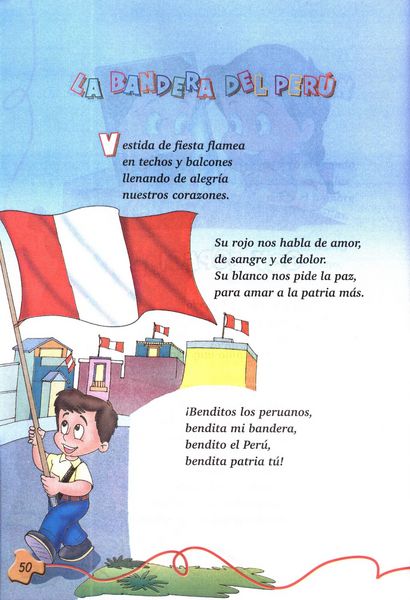 LA BANDERA DEL PERÚ
Vestida de fiesta flamea
en techos y balcones
llenando de alegría
nuestros corazones.
Su rojo nos habla de amor,
de sangre y de dolor.
Su blanco nos pide la paz,
para amar a la patria más.
¡Benditos los peruanos,
bendita mi bandera,
bendito el Perú,
bendita patria tú!
50